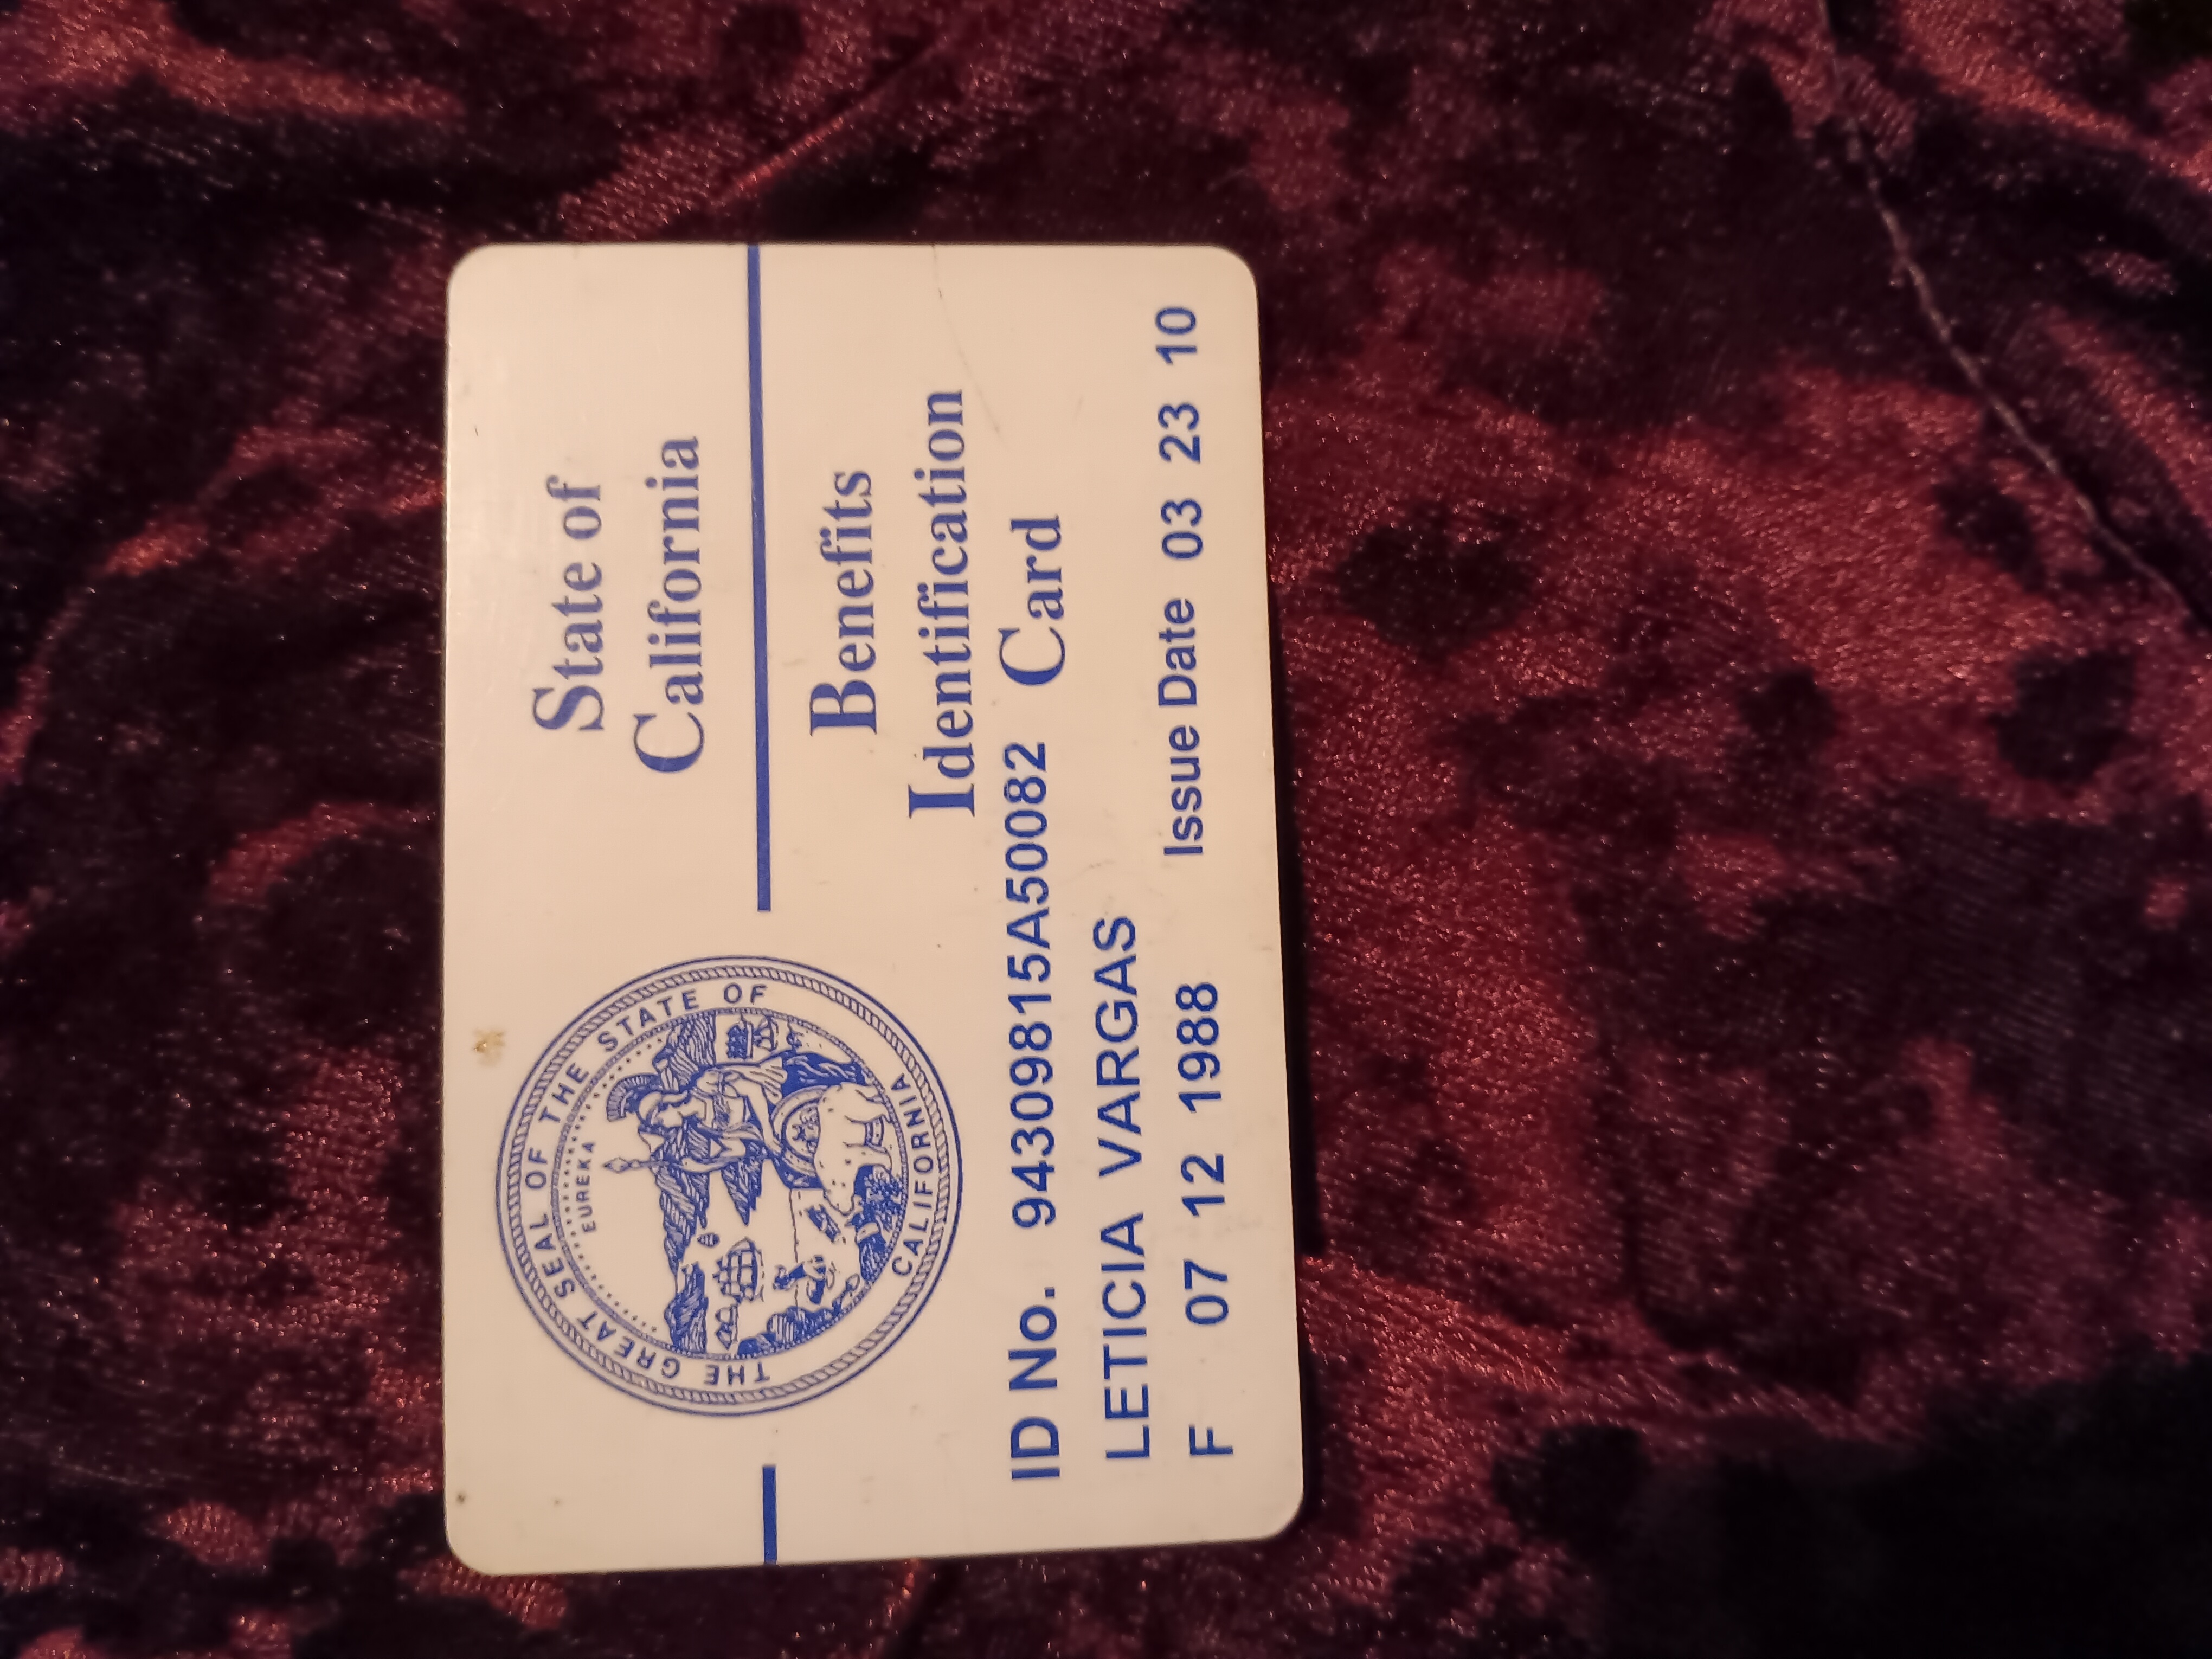 State of
California
THE GREAT SEAL OF THE STATE OF CALIFORNIA
EUREKA
Benefits
Identification
Card
ID No. 94309815A50082
LETICIA VARGAS
F 07 12 1988 Issue Date 03 23 10